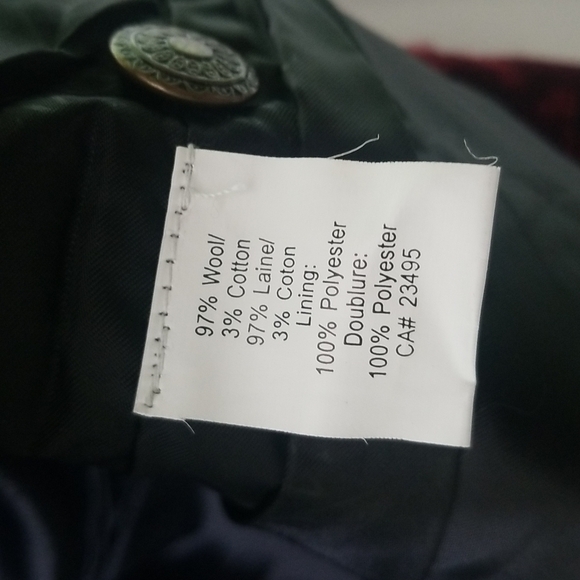 97% Wool/
3% Cotton
97% Laine/
3% Coton
Lining:
100% Polyester
Doublure:
100% Polyester
CA# 23495